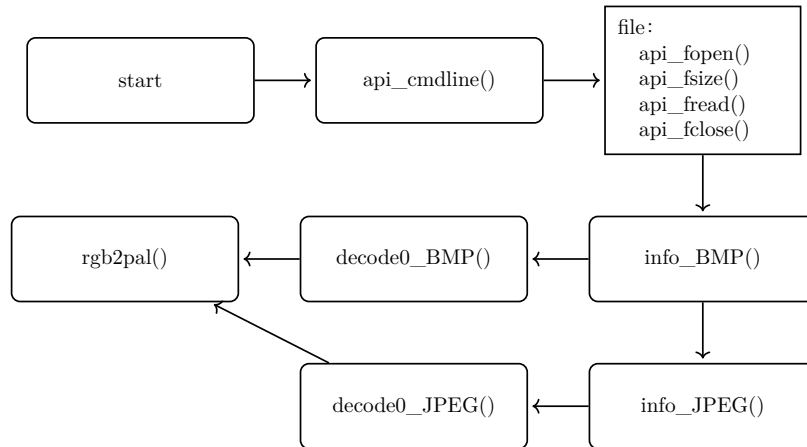 start
api_cmdline()
file:
api_fopen()
api_fsize()
api_fread()
api_fclose()
rgb2pal()
decode0_BMP()
info_BMP()
decode0_JPEG()
info_JPEG()